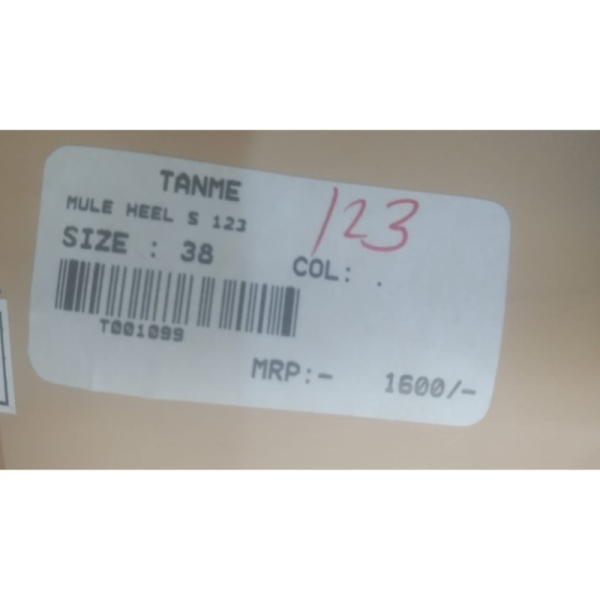 TANME
MULE HEEL S 123
123
SIZE : 38
COL: .
T001099
MRP:- 1600/-